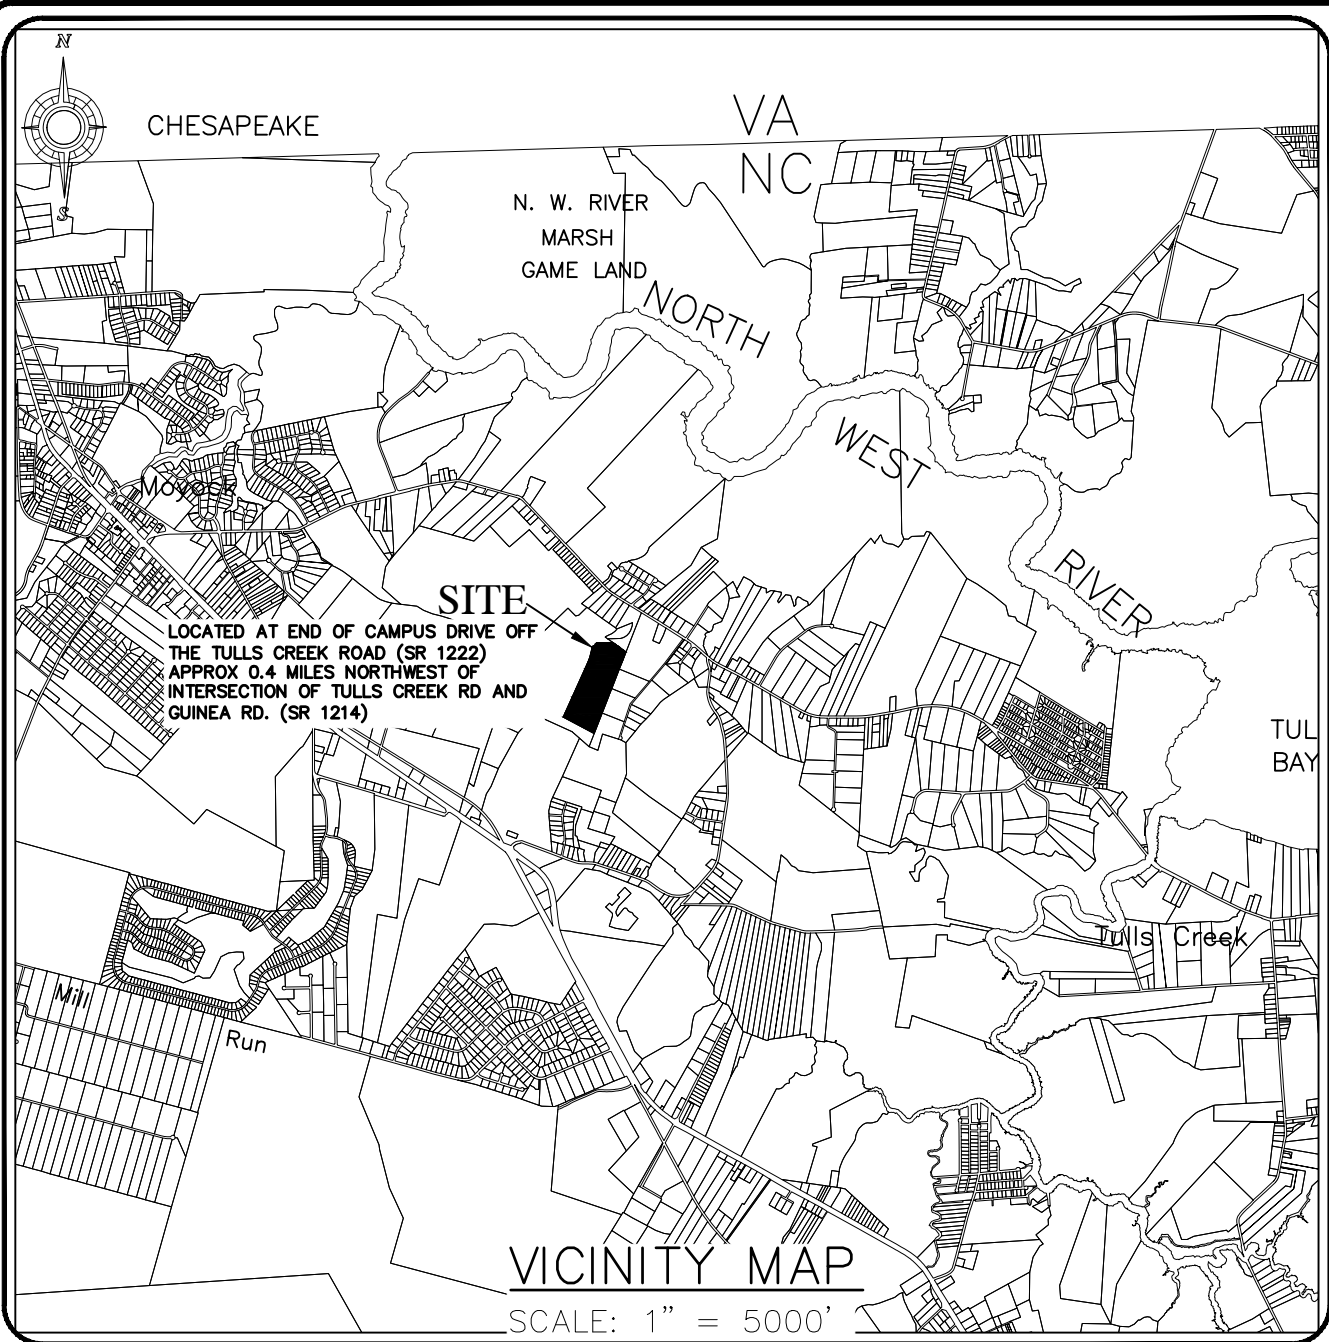 N
CHESAPEAKE
VA
NC
S
N. W. RIVER
MARSH
GAME LAND
NORTH
WEST
RIVER
Moyock
SITE
LOCATED AT END OF CAMPUS DRIVE OFF
THE TULLS CREEK ROAD (SR 1222)
APPROX 0.4 MILES NORTHWEST OF
INTERSECTION OF TULLS CREEK RD AND
GUINEA RD. (SR 1214)
TUL
BAY
Tulls Creek
Mill
Run
VICINITY MAP
SCALE: 1" = 5000'